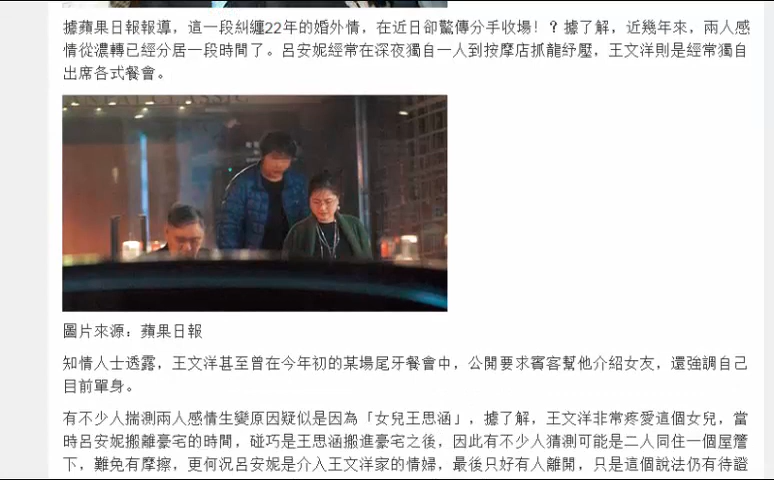 據蘋果日報報導，這一段糾纏22年的婚外情，在近日卻驚傳分手收場！？據了解，近幾年來，兩人感
情從濃轉已經分居一段時間了。呂安妮經常在深夜獨自一人到按摩店抓龍紓壓，王文洋則是經常獨自
出席各式餐會。
圖片來源：蘋果日報
知情人士透露，王文洋甚至曾在今年初的某場尾牙餐會中，公開要求賓客幫他介紹女友，還強調自己
目前單身。
有不少人揣測兩人感情生變原因疑似是因為「女兒王思涵」，據了解，王文洋非常疼愛這個女兒，當
時呂安妮搬離豪宅的時間，碰巧是王思涵搬進豪宅之後，因此有不少人猜測可能是二人同住一個屋簷
下，難免有摩擦，更何況呂安妮是介入王文洋家的情婦，最後只好有人離開，只是這個說法仍有待證